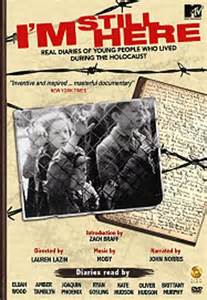 MTV
I'M STILL HERE
REAL DIARIES OF YOUNG PEOPLE WHO LIVED
DURING THE HOLOCAUST
"Inventive and inspired ... masterful documentary"
NEW YORK TIMES
Introduction by
ZACH BRAFF
Directed by Music by Narrated by
LAUREN LAZIN MOBY JOHN NORRIS
Diaries read by
ELIJAH AMBER JOAQUIN RYAN KATE OLIVER BRITTANY
WOOD TAMBLYN PHOENIX GOSLING HUDSON HUDSON MURPHY